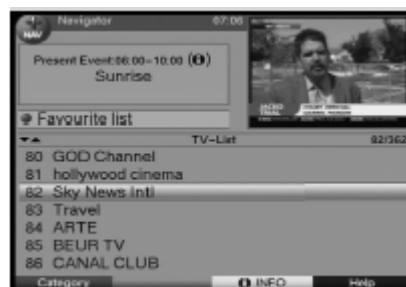 Navigator 07:06
NAV
Present Event:06:00-10:00 (i)
Sunrise
Favourite list
TV-List 82/362
80 GOD Channel
81 hollywood cinema
82 Sky News Intl
83 Travel
84 ARTE
85 BEUR TV
86 CANAL CLUB
Category i INFO Help